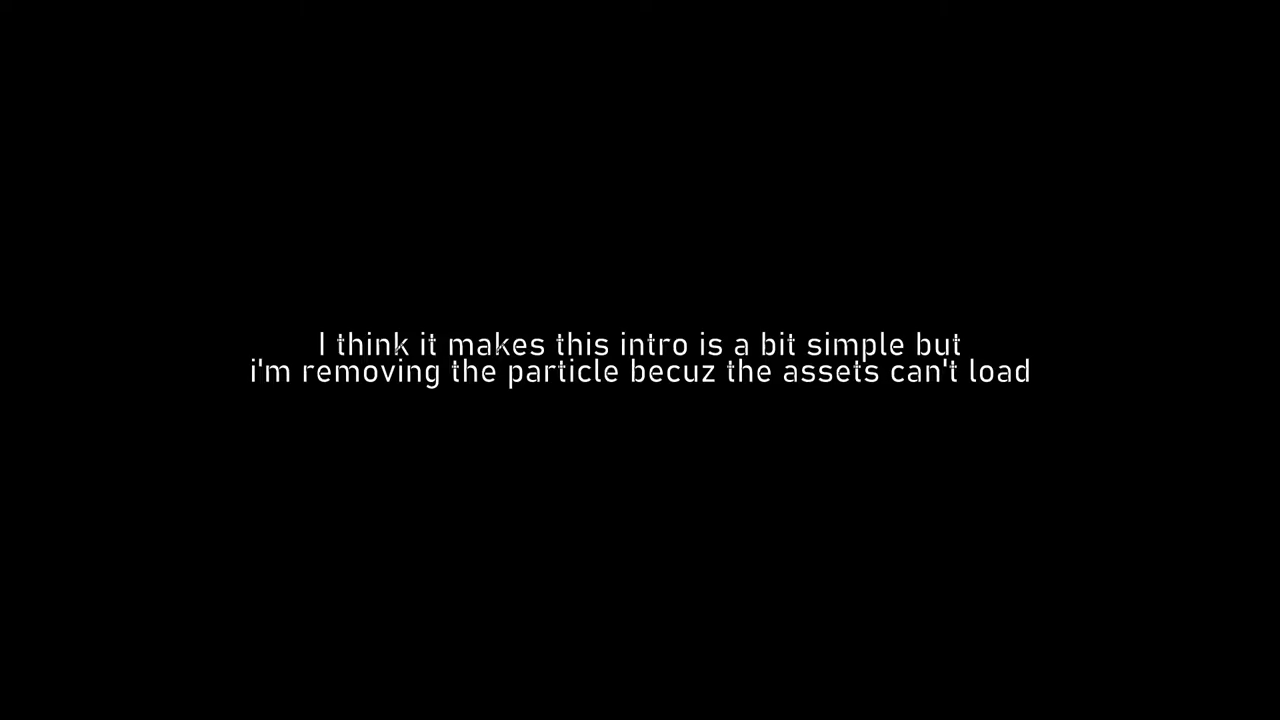 I think it makes this intro is a bit simple but
i'm removing the particle becuz the assets can't load